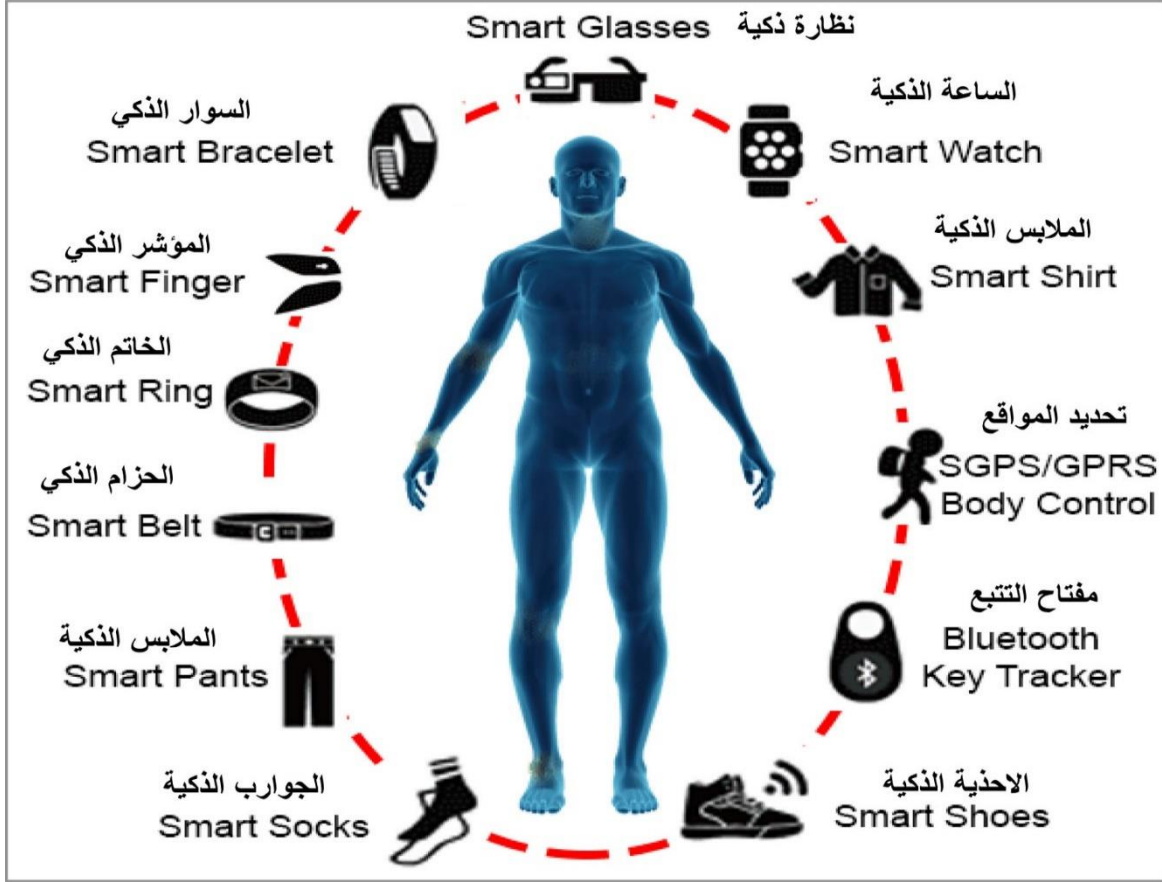 Smart Glasses نظارة ذكية
الساعة الذكية
Smart Watch
الملابس الذكية
Smart Shirt
تحديد المواقع
SGPS/GPRS
Body Control
مفتاح التتبع
Bluetooth
Key Tracker
الاحذية الذكية
Smart Shoes
الجوارب الذكية
Smart Socks
الملابس الذكية
Smart Pants
الحزام الذكي
Smart Belt
الخاتم الذكي
Smart Ring
المؤشر الذكي
Smart Finger
السوار الذكي
Smart Bracelet